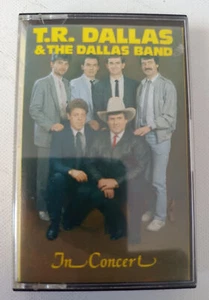 T.R. DALLAS
& THE DALLAS BAND
In Concert